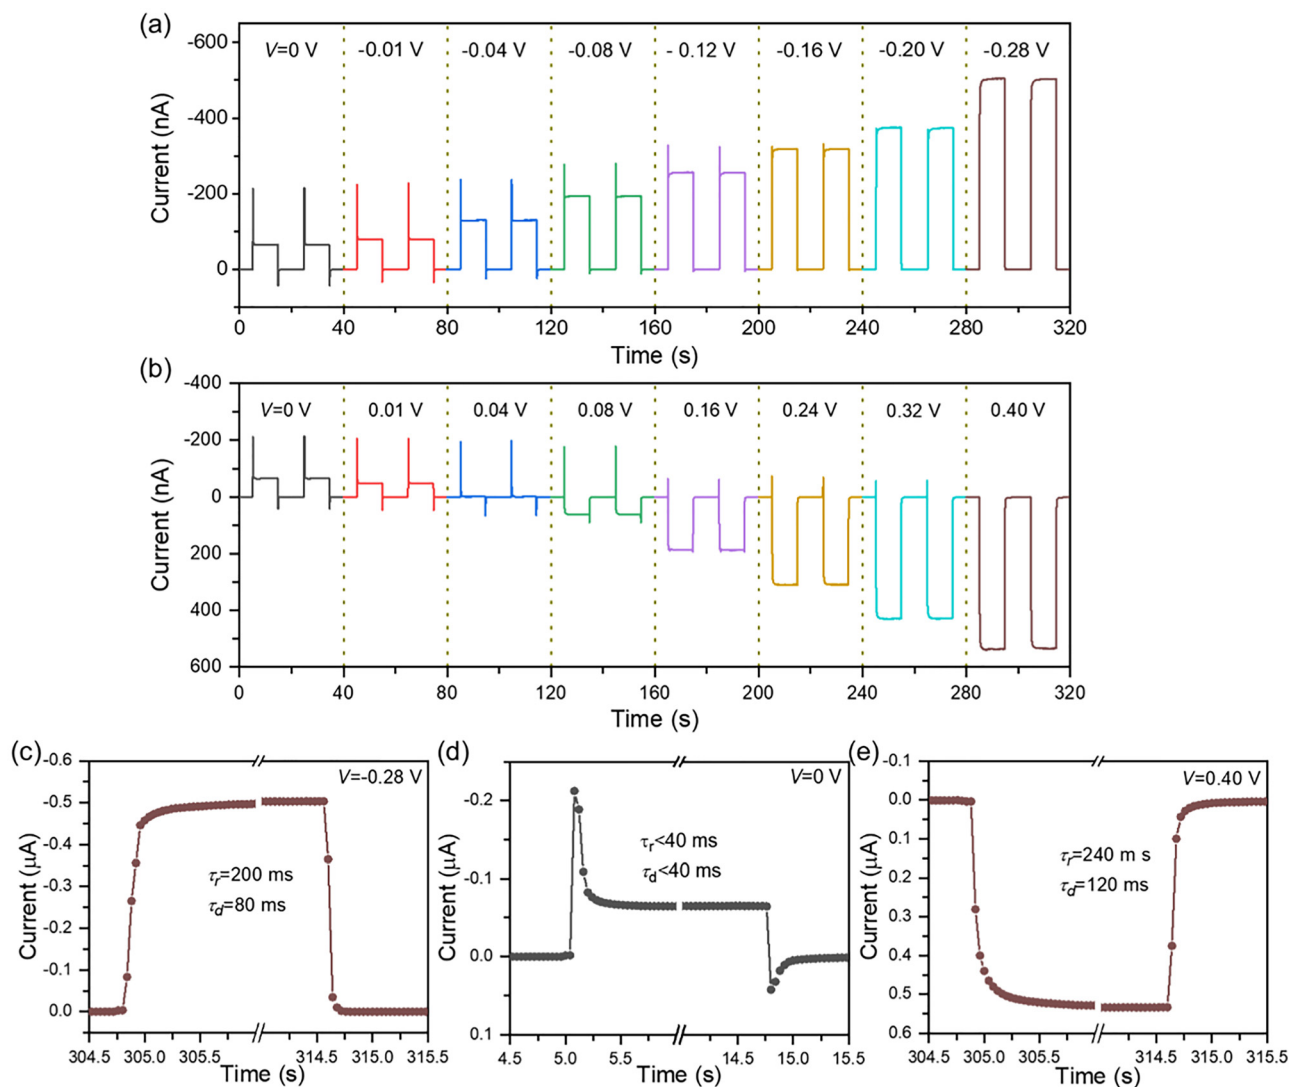 (a)
-600
-400
-200
0
Current (nA)
V=0 V -0.01 V -0.04 V -0.08 V - 0.12 V -0.16 V -0.20 V -0.28 V
0 40 80 120 160 200 240 280 320
Time (s)
(b)
-400
-200
0
200
400
600
Current (nA)
V=0 V 0.01 V 0.04 V 0.08 V 0.16 V 0.24 V 0.32 V 0.40 V
0 40 80 120 160 200 240 280 320
Time (s)
(c)
-0.6
-0.5
-0.4
-0.3
-0.2
-0.1
0.0
Current (μA)
V=-0.28 V
τr=200 ms
τd=80 ms
304.5 305.0 305.5 314.5 315.0 315.5
Time (s)
(d)
-0.2
-0.1
0.0
0.1
Current (μA)
V=0 V
τr<40 ms
τd<40 ms
4.5 5.0 5.5 14.5 15.0 15.5
Time (s)
(e)
-0.1
0.0
0.1
0.2
0.3
0.4
0.5
0.6
Current (μA)
V=0.40 V
τr=240 m s
τd=120 ms
304.5 305.0 305.5 314.5 315.0 315.5
Time (s)